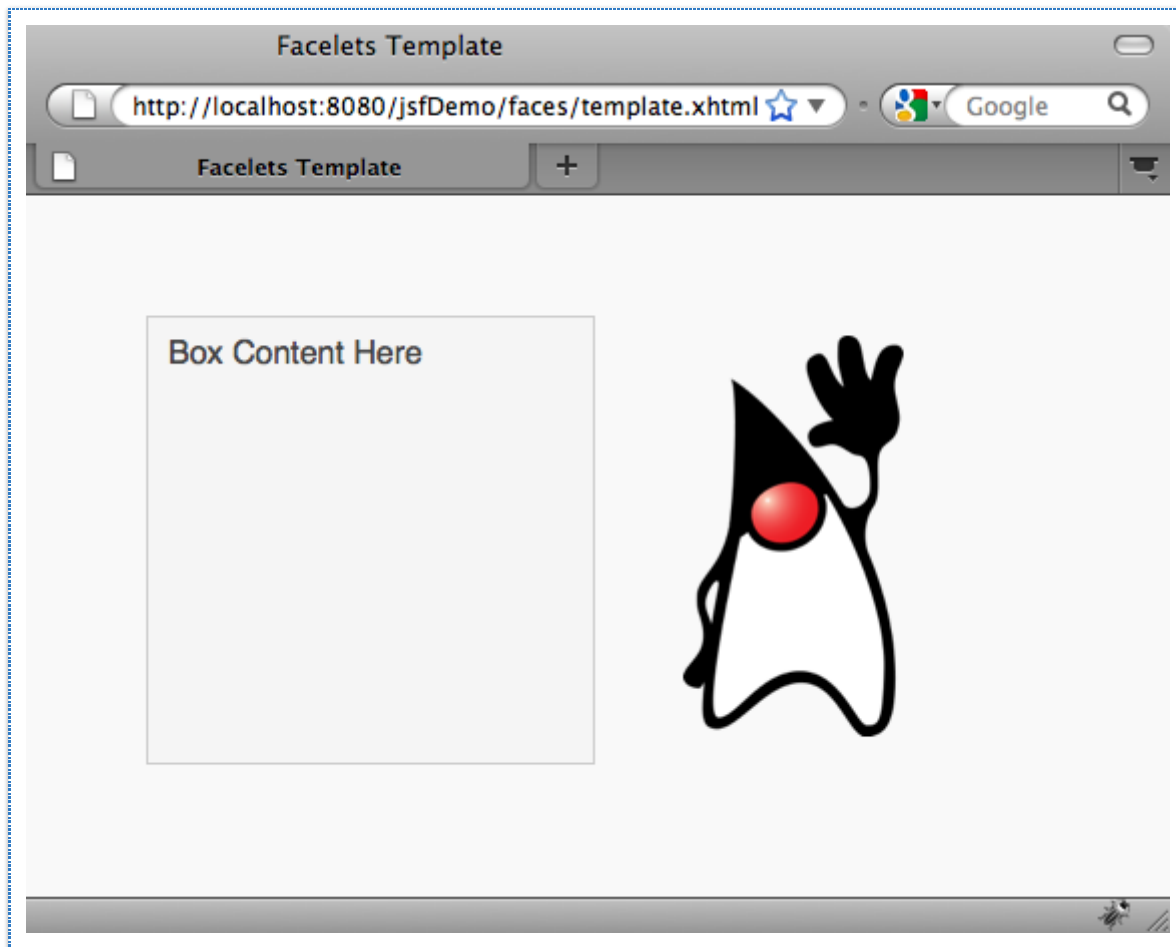 Facelets Template
http://localhost:8080/jsfDemo/faces/template.xhtml
Google
Facelets Template
Box Content Here